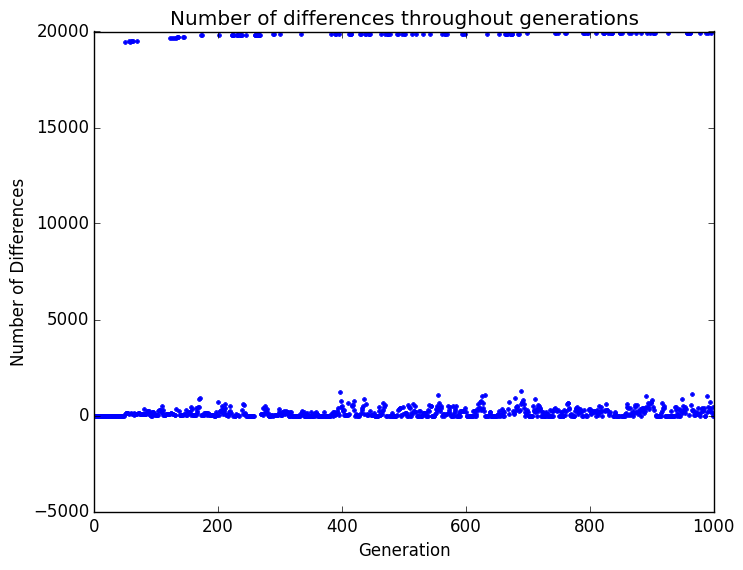 Number of differences throughout generations
20000
15000
10000
5000
0
−5000
Number of Differences
0 200 400 600 800 1000
Generation